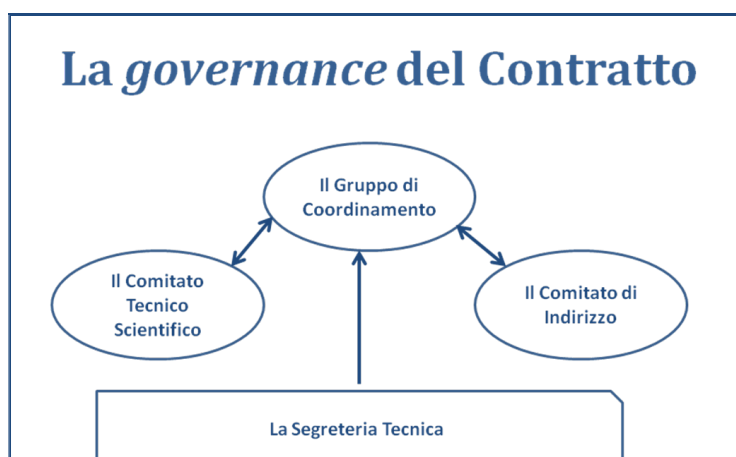 La governance del Contratto
Il Gruppo di
Coordinamento
Il Comitato
Tecnico
Scientifico
Il Comitato di
Indirizzo
La Segreteria Tecnica